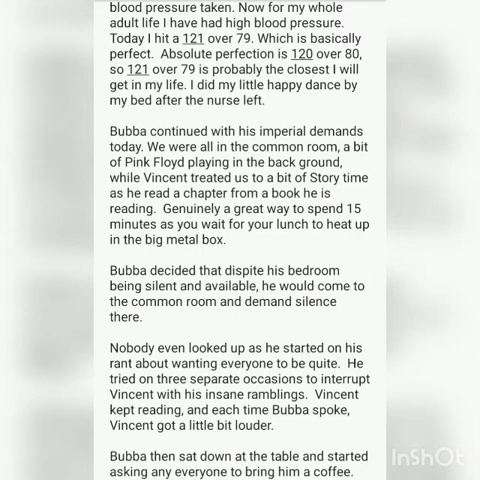 blood pressure taken. Now for my whole
adult life I have had high blood pressure.
Today I hit a 121 over 79. Which is basically
perfect.  Absolute perfection is 120 over 80,
so 121 over 79 is probably the closest I will
get in my life. I did my little happy dance by
my bed after the nurse left.
Bubba continued with his imperial demands
today. We were all in the common room, a bit
of Pink Floyd playing in the back ground,
while Vincent treated us to a bit of Story time
as he read a chapter from a book he is
reading.  Genuinely a great way to spend 15
minutes as you wait for your lunch to heat up
in the big metal box.
Bubba decided that dispite his bedroom
being silent and available, he would come to
the common room and demand silence
there.
Nobody even looked up as he started on his
rant about wanting everyone to be quite.  He
tried on three separate occasions to interrupt
Vincent with his insane ramblings.  Vincent
kept reading, and each time Bubba spoke,
Vincent got a little bit louder.
Bubba then sat down at the table and started
asking any everyone to bring him a coffee.
InShOt